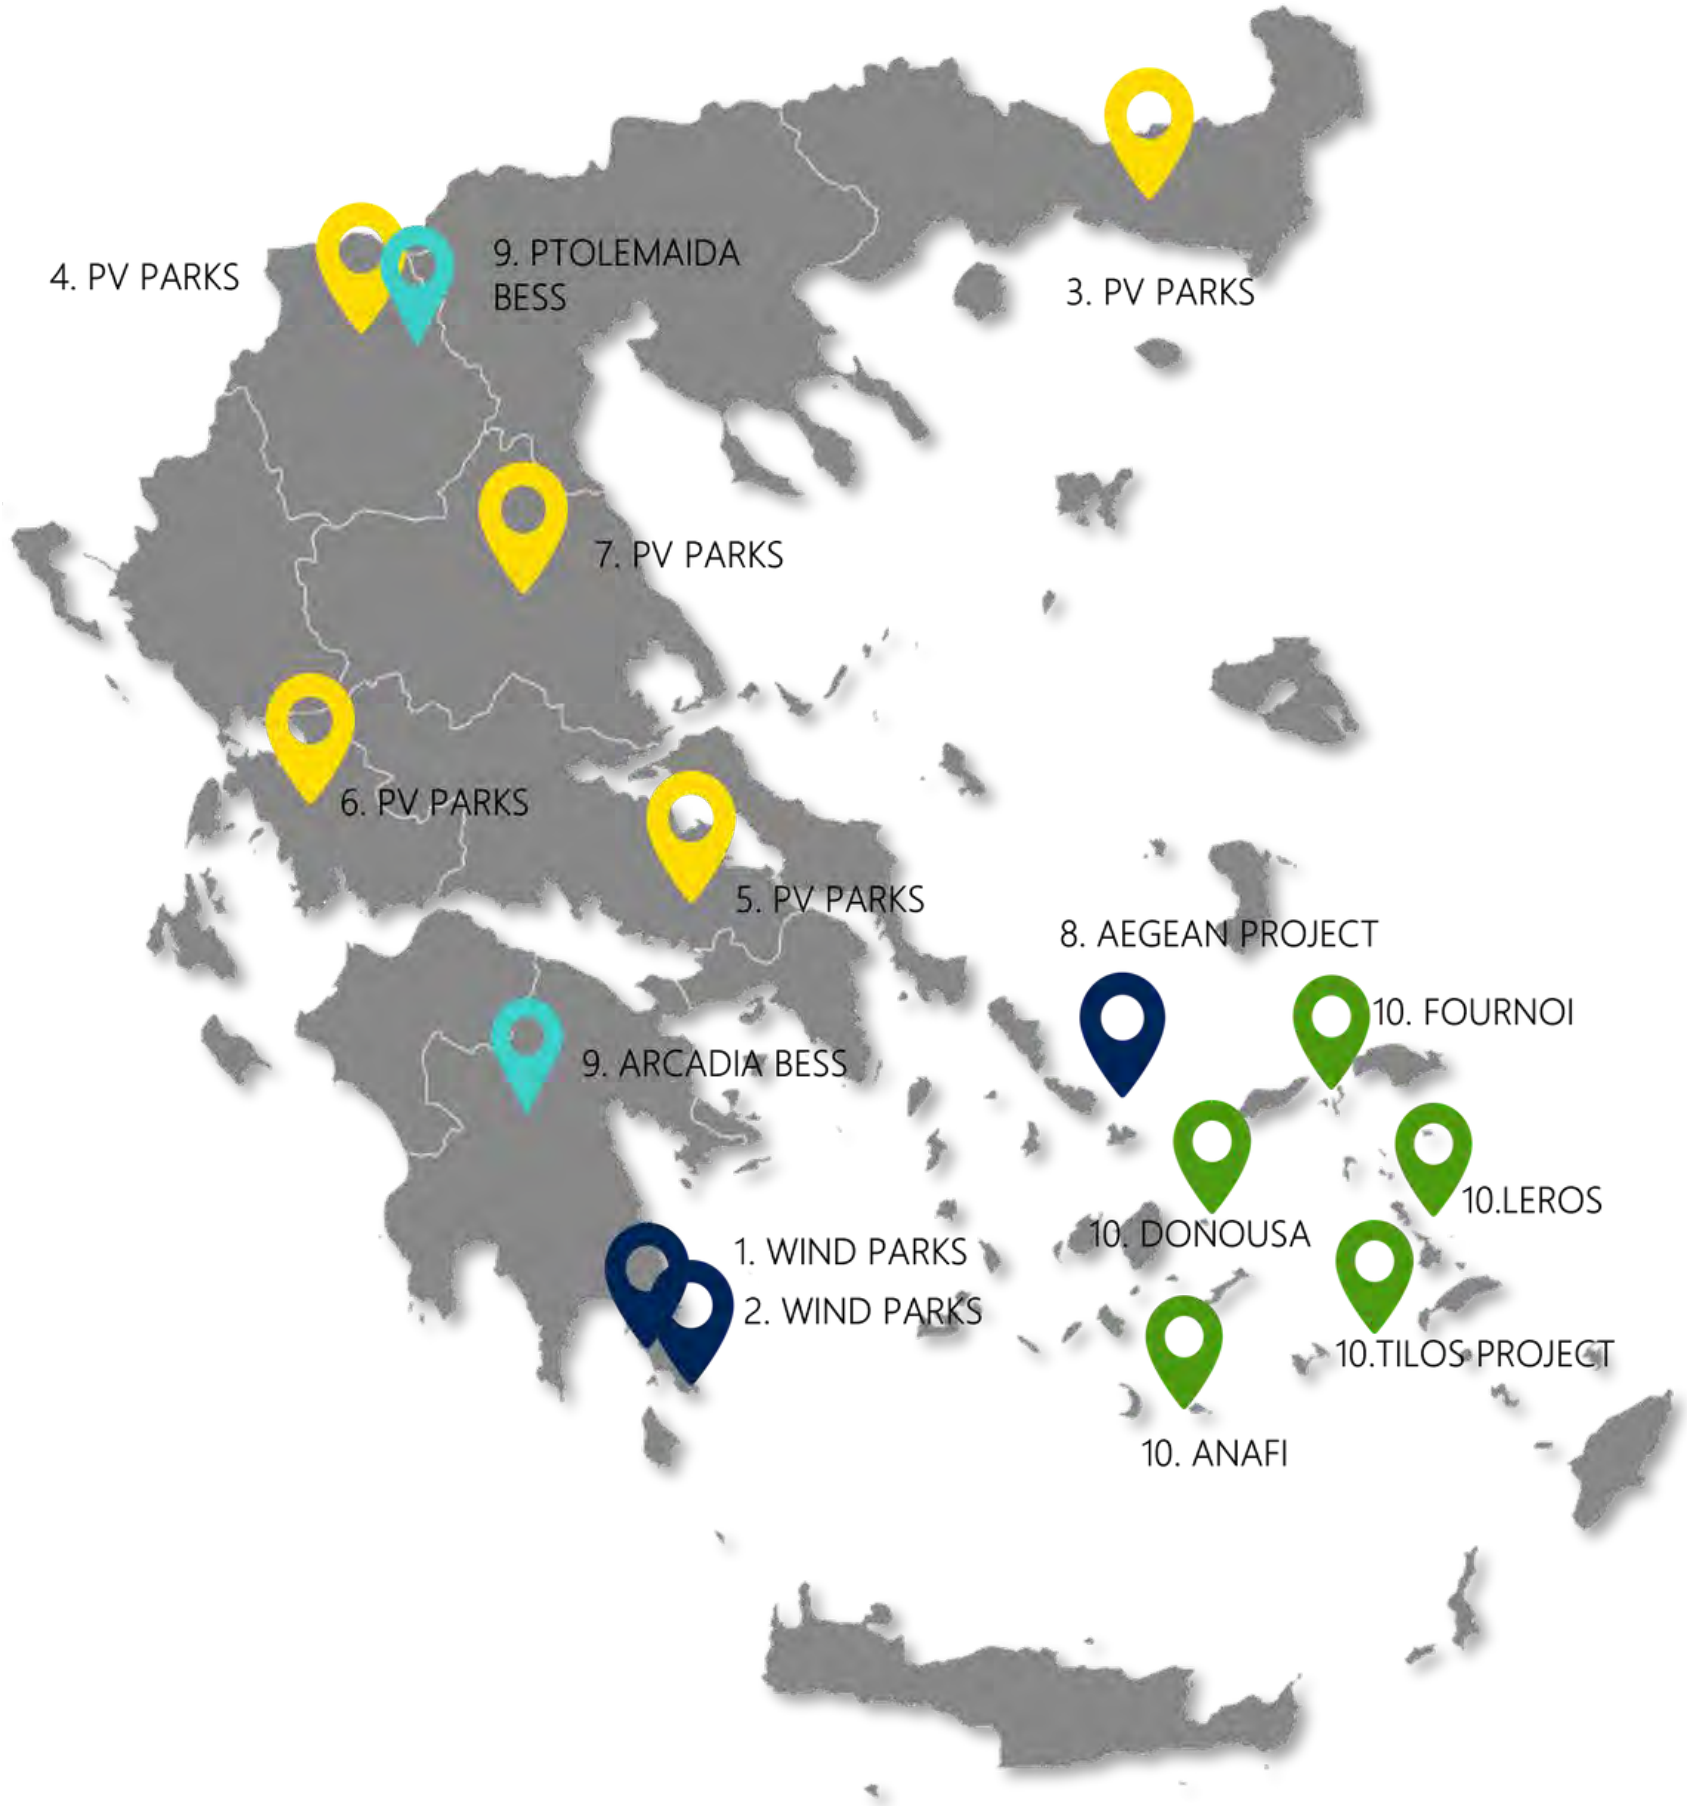 4. PV PARKS
9. PTOLEMAIDA
BESS
3. PV PARKS
7. PV PARKS
6. PV PARKS
5. PV PARKS
8. AEGEAN PROJECT
10. FOURNOI
9. ARCADIA BESS
10.LEROS
10. DONOUSA
1. WIND PARKS
2. WIND PARKS
10.TILOS PROJECT
10. ANAFI